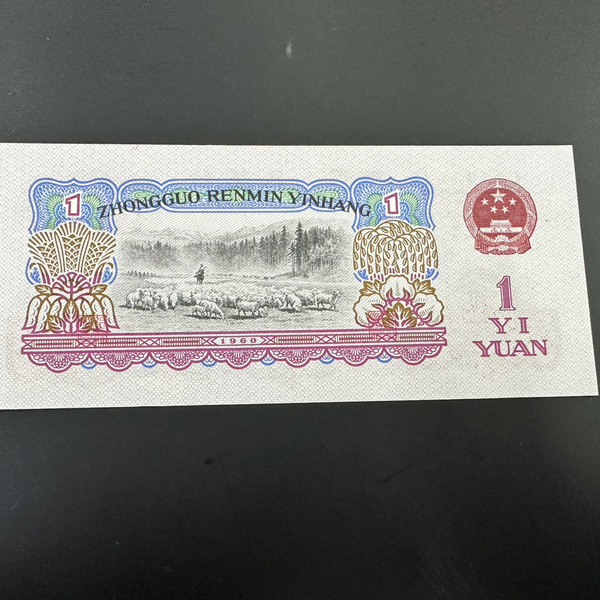 1 ZHONGGUO RENMIN YINHANG 1
1960
1
YI
YUAN